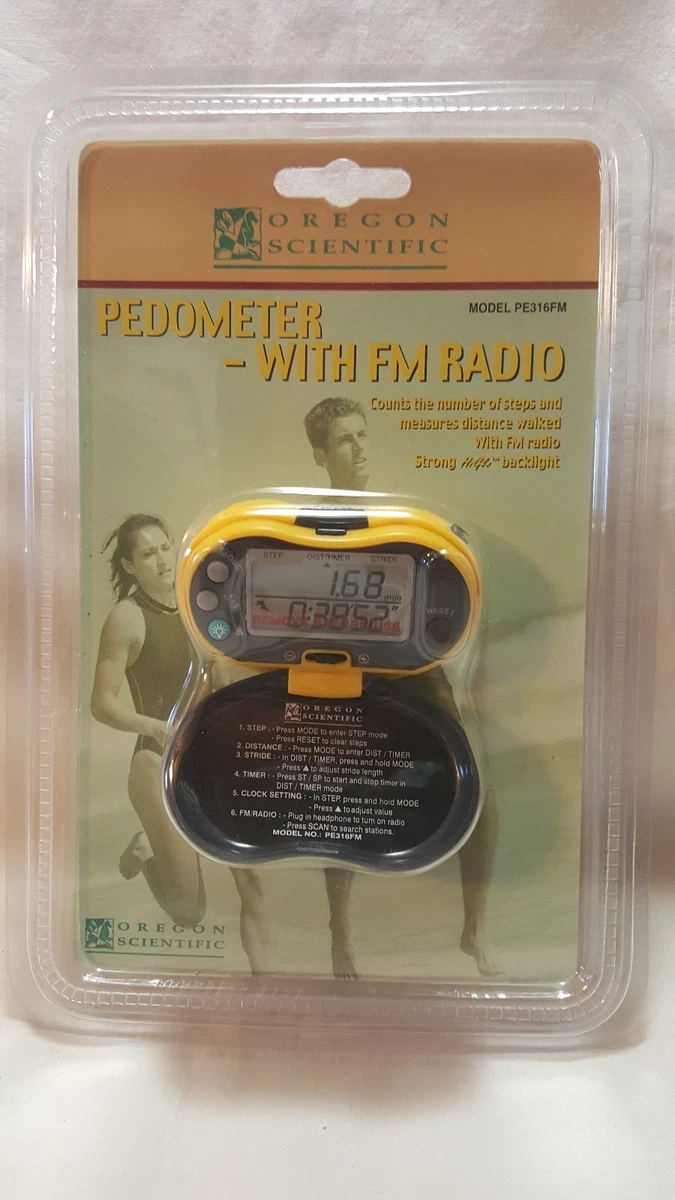 OREGON
SCIENTIFIC
MODEL PE316FM
PEDOMETER
- WITH FM RADIO
Counts the number of steps and
measures distance walked
With FM radio
Strong HiGlo™ backlight
STEP DIST/TIMER STRIDE
1.68 mile
0:38'52"
REMOVE BEFORE USE
RESET
OREGON
SCIENTIFIC
1. STEP : - Press MODE to enter STEP mode
- Press RESET to clear steps
2. DISTANCE : - Press MODE to enter DIST / TIMER
3. STRIDE : - In DIST / TIMER, press and hold MODE
- Press ▲ to adjust stride length
4. TIMER : - Press ST / SP to start and stop timer in
DIST / TIMER mode
5. CLOCK SETTING : - In STEP, press and hold MODE
- Press ▲ to adjust value
6. FM/RADIO : - Plug in headphone to turn on radio
- Press SCAN to search stations.
MODEL NO.: PE316FM
OREGON
SCIENTIFIC